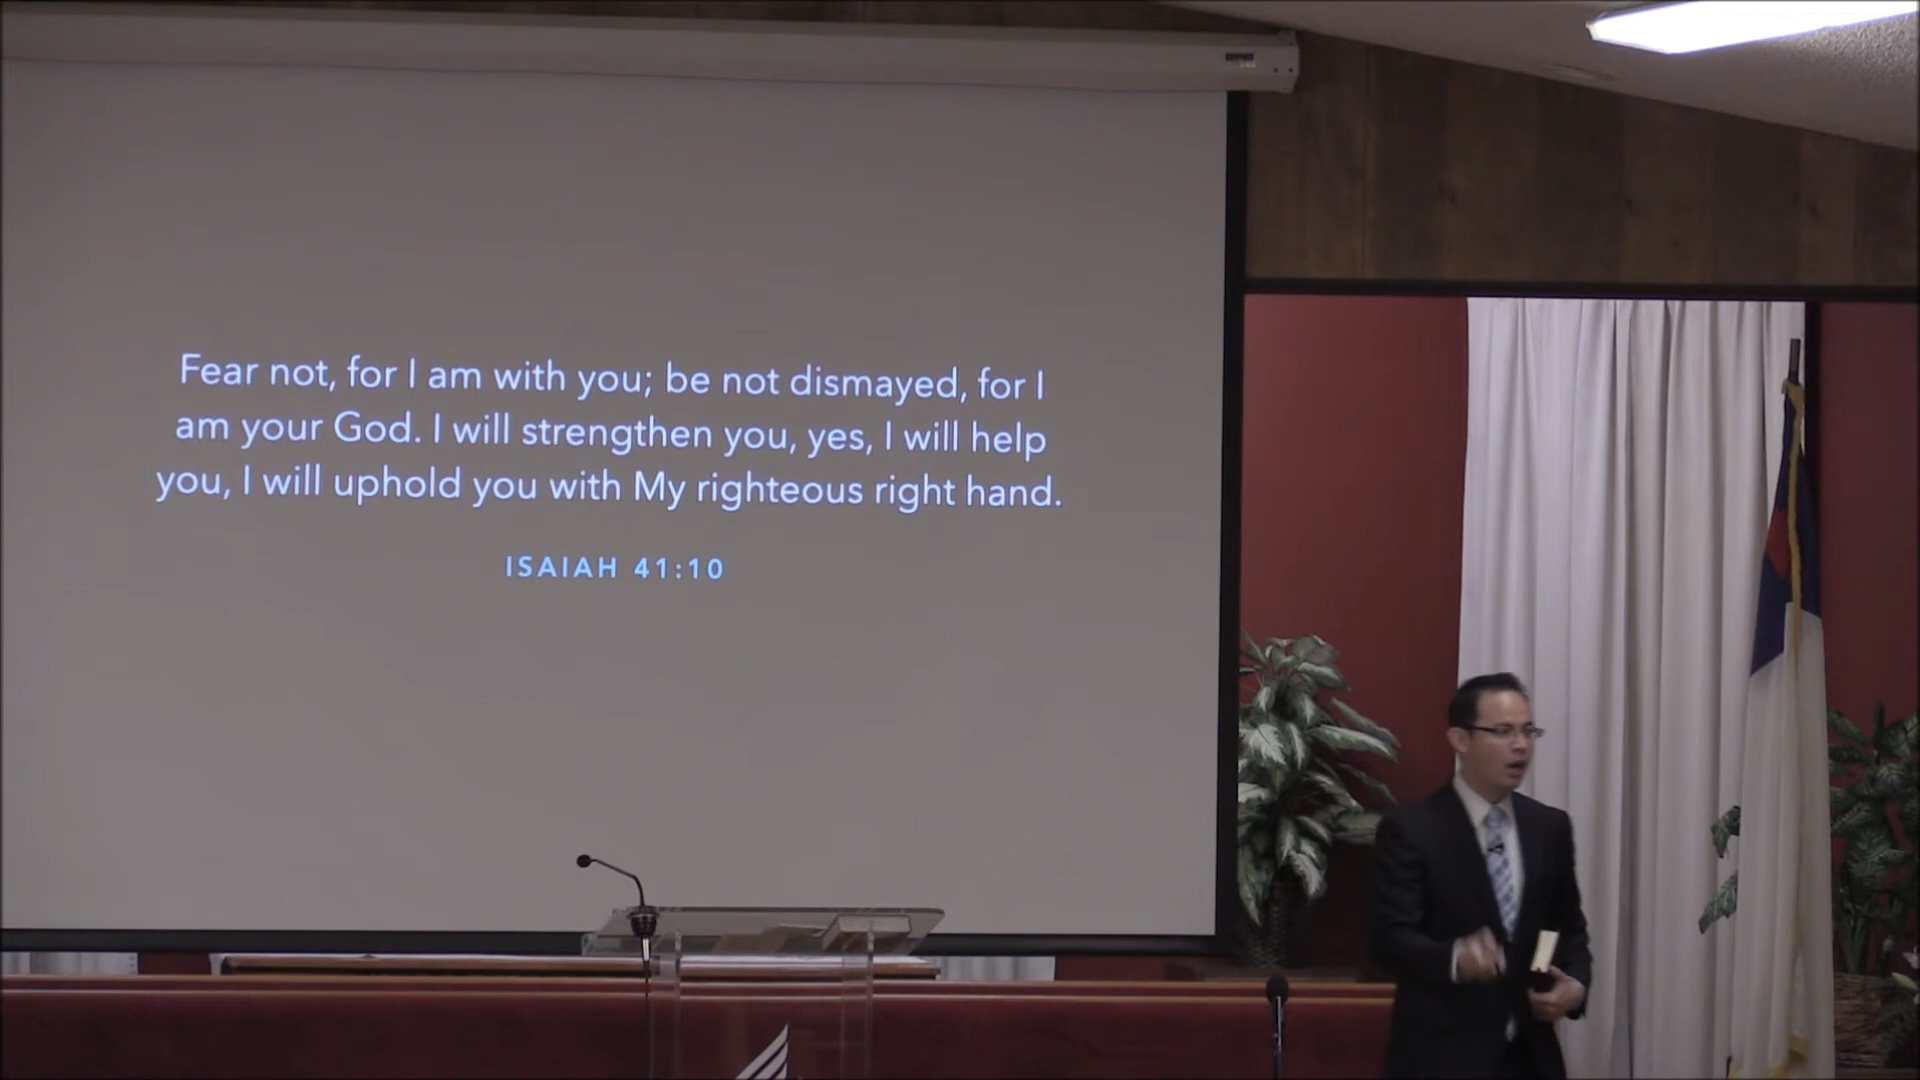 Fear not, for I am with you; be not dismayed, for I
am your God. I will strengthen you, yes, I will help
you, I will uphold you with My righteous right hand.
ISAIAH 41:10